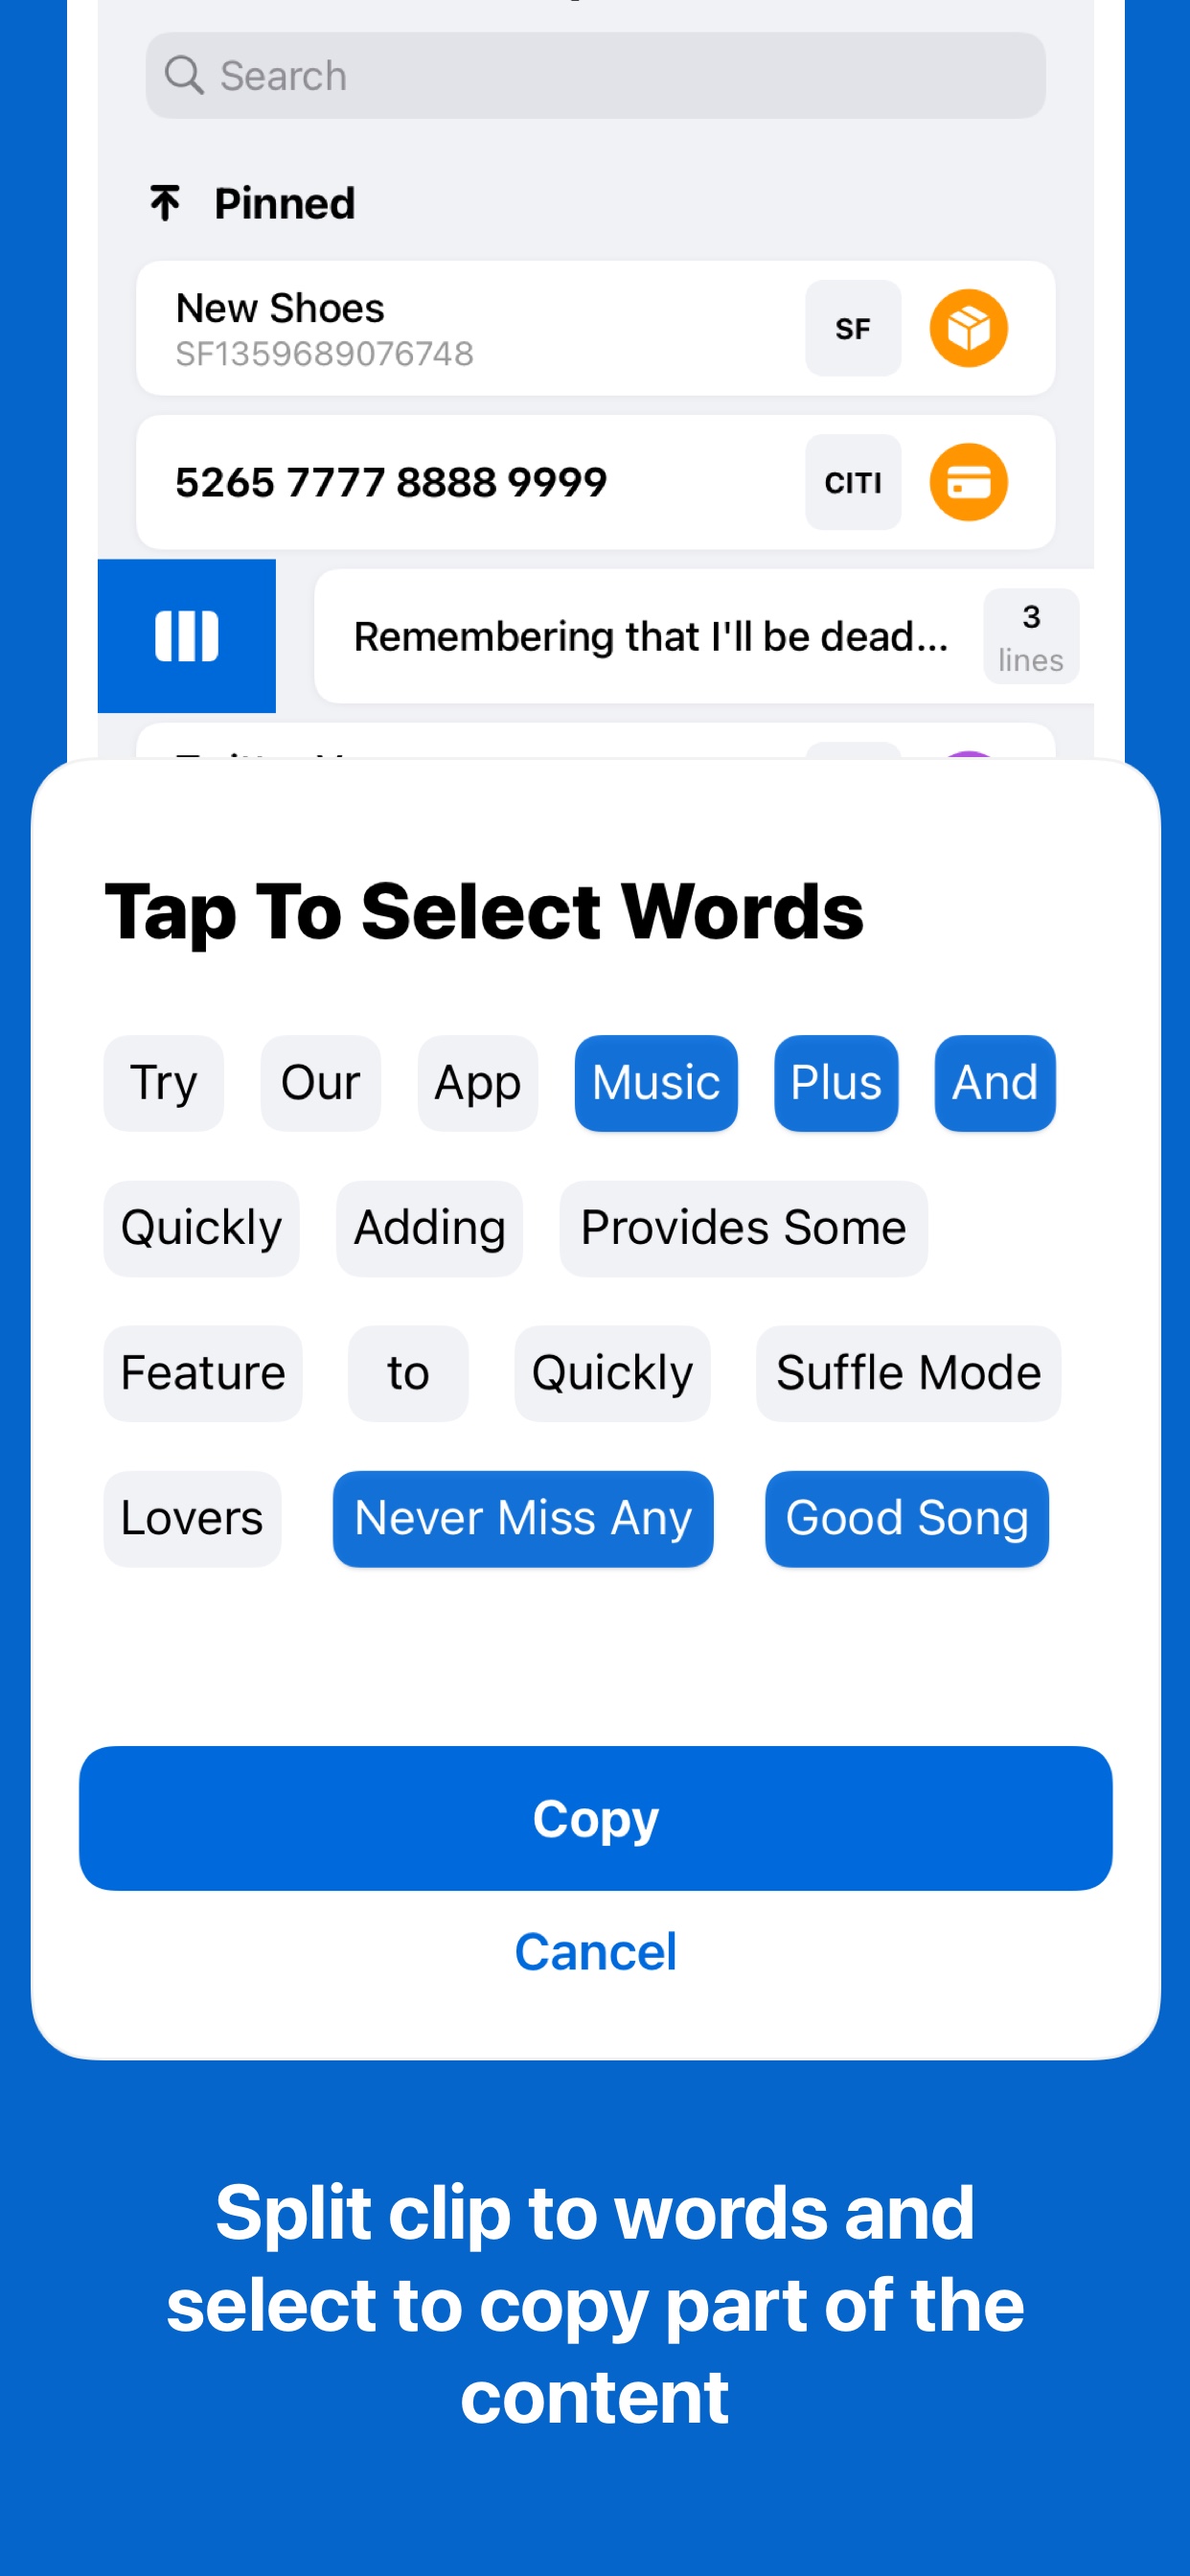 Search
Pinned
New Shoes
SF1359689076748
SF
5265 7777 8888 9999
CITI
Remembering that I'll be dead...
3
lines
Tap To Select Words
Try Our App Music Plus And
Quickly Adding Provides Some
Feature to Quickly Suffle Mode
Lovers Never Miss Any Good Song
Copy
Cancel
Split clip to words and
select to copy part of the
content